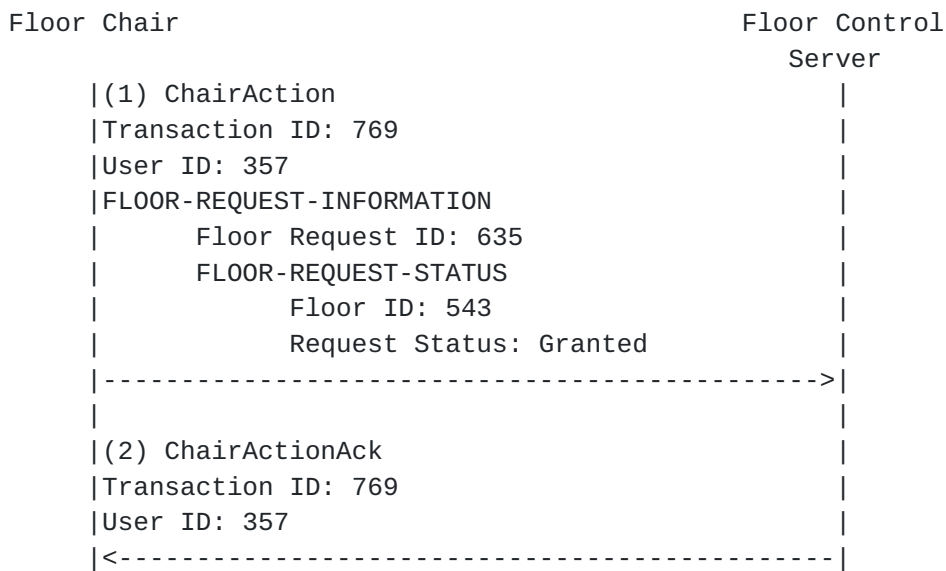 Floor Chair                                    Floor Control
                                                  Server
     |(1) ChairAction                                |
     |Transaction ID: 769                            |
     |User ID: 357                                   |
     |FLOOR-REQUEST-INFORMATION                      |
     |      Floor Request ID: 635                    |
     |      FLOOR-REQUEST-STATUS                     |
     |            Floor ID: 543                      |
     |            Request Status: Granted            |
     |---------------------------------------------->|
     |                                               |
     |(2) ChairActionAck                             |
     |Transaction ID: 769                            |
     |User ID: 357                                   |
     |<----------------------------------------------|